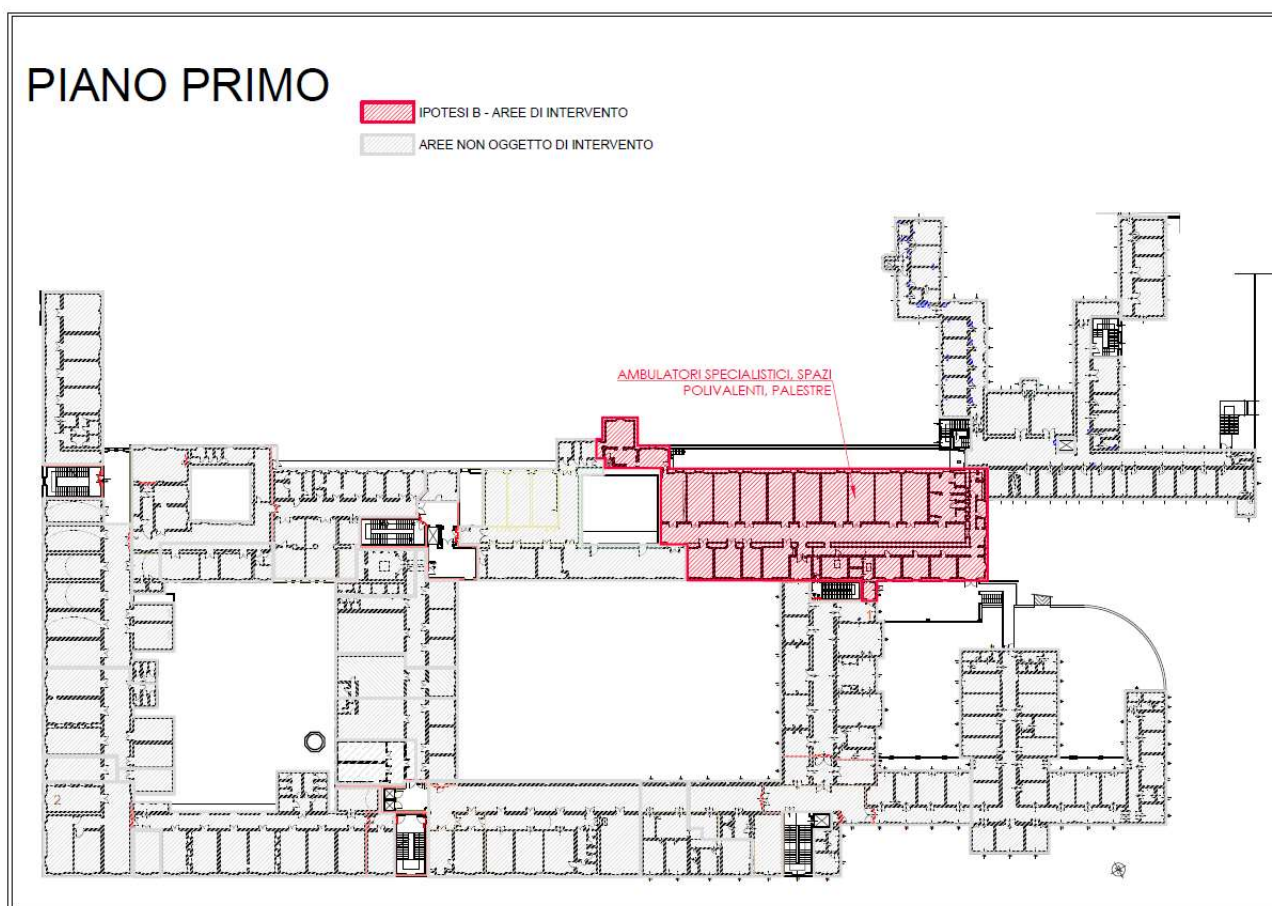 PIANO PRIMO
IPOTESI B - AREE DI INTERVENTO
AREE NON OGGETTO DI INTERVENTO
AMBULATORI SPECIALISTICI, SPAZI
POLIVALENTI, PALESTRE
2